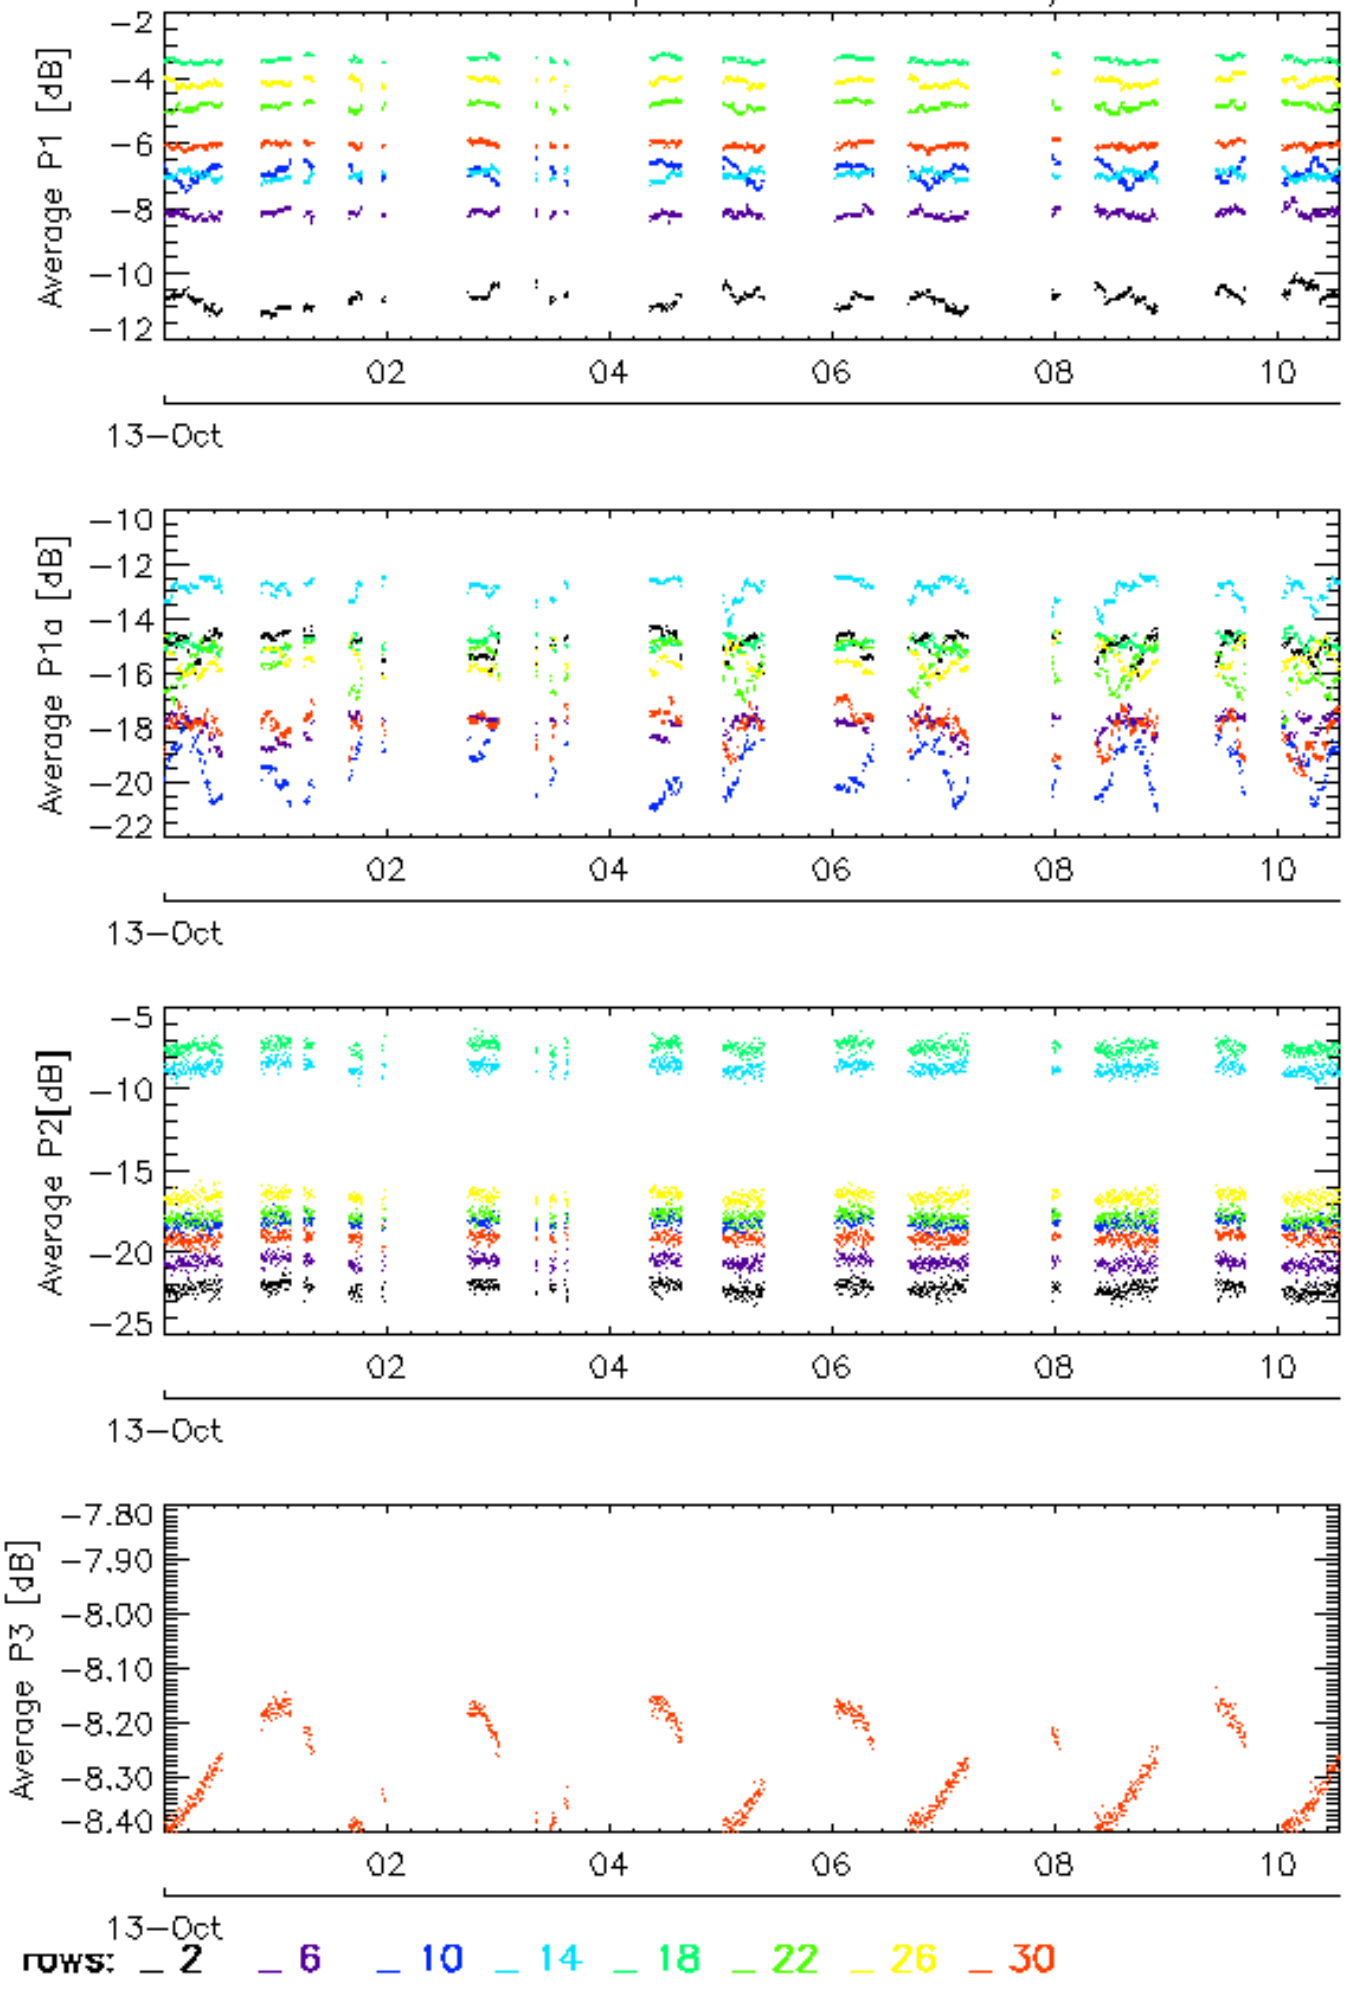 Average P1 [dB]
−2
−4
−6
−8
−10
−12
02 04 06 08 10
13−Oct
Average P1a [dB]
−10
−12
−14
−16
−18
−20
−22
02 04 06 08 10
13−Oct
Average P2[dB]
−5
−10
−15
−20
−25
02 04 06 08 10
13−Oct
Average P3 [dB]
−7.80
−7.90
−8.00
−8.10
−8.20
−8.30
−8.40
02 04 06 08 10
13−Oct
rows: _ 2 _ 6 _ 10 _ 14 _ 18 _ 22 _ 26 _ 30